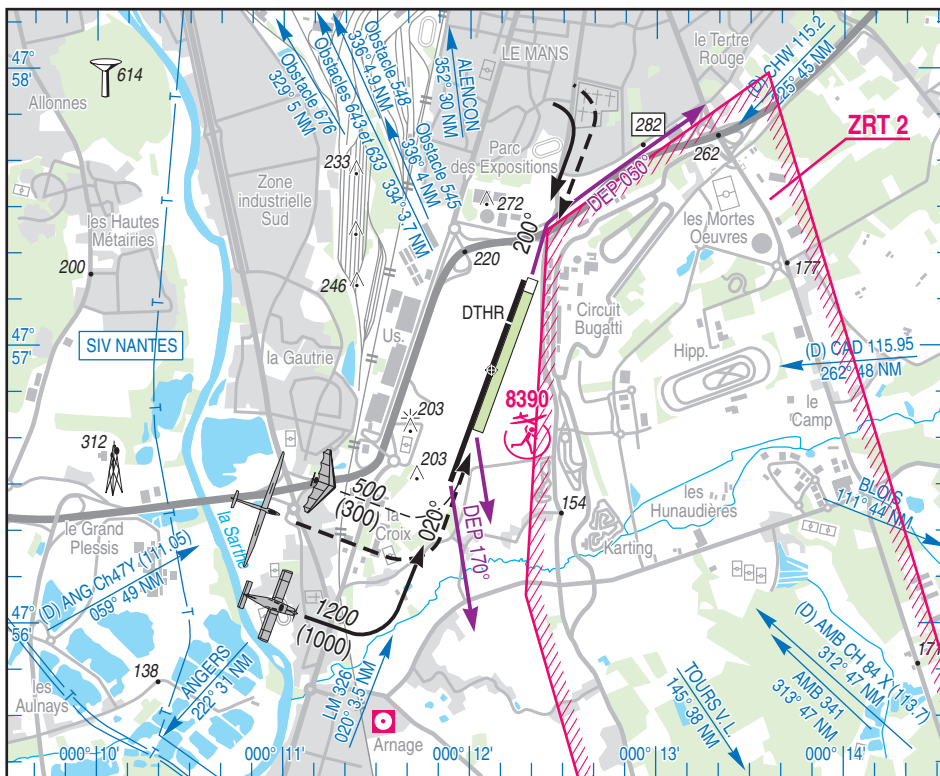 47°
58'
614
Allonnes
Obstacle 676
329° 5 NM
Obstacles 643 et 633
334° 3.7 NM
Obstacle 548
336° 4.9 NM
Obstacle 545
336° 4 NM
ALENCON
352° 30 NM
LE MANS
le Tertre
Rouge
(D) CHW 115.2
225° 45 NM
ZRT 2
282
262
DEP 050°
Parc
des Expositions
272
233
Zone
industrielle
Sud
les Hautes
Métairies
200
246
220
200°
les Mortes
Oeuvres
177
DTHR
Circuit
Bugatti
47°
57'
SIV NANTES
la Gautrie
Us.
Hipp.
(D) CAD 115.95
262° 48 NM
8390
le
Camp
203
203
312
500
(300)
la
Croix
020°
DEP 170°
154
les
Hunaudières
BLOIS
111° 44 NM
Karting
le Grand
Plessis
la Sarthe
(D) ANG Ch47Y (111.05)
059° 49 NM
1200
(1000)
47°
56'
138
ANGERS
222° 31 NM
les
Aulnays
LM 326
020° 3.5 NM
Arnage
TOURS V. L.
145° 38 NM
(D) AMB CH 84 X (113.7)
312° 47 NM
AMB 341
313° 47 NM
000° 10'
000° 11'
000° 12'
000° 13'
000° 14'